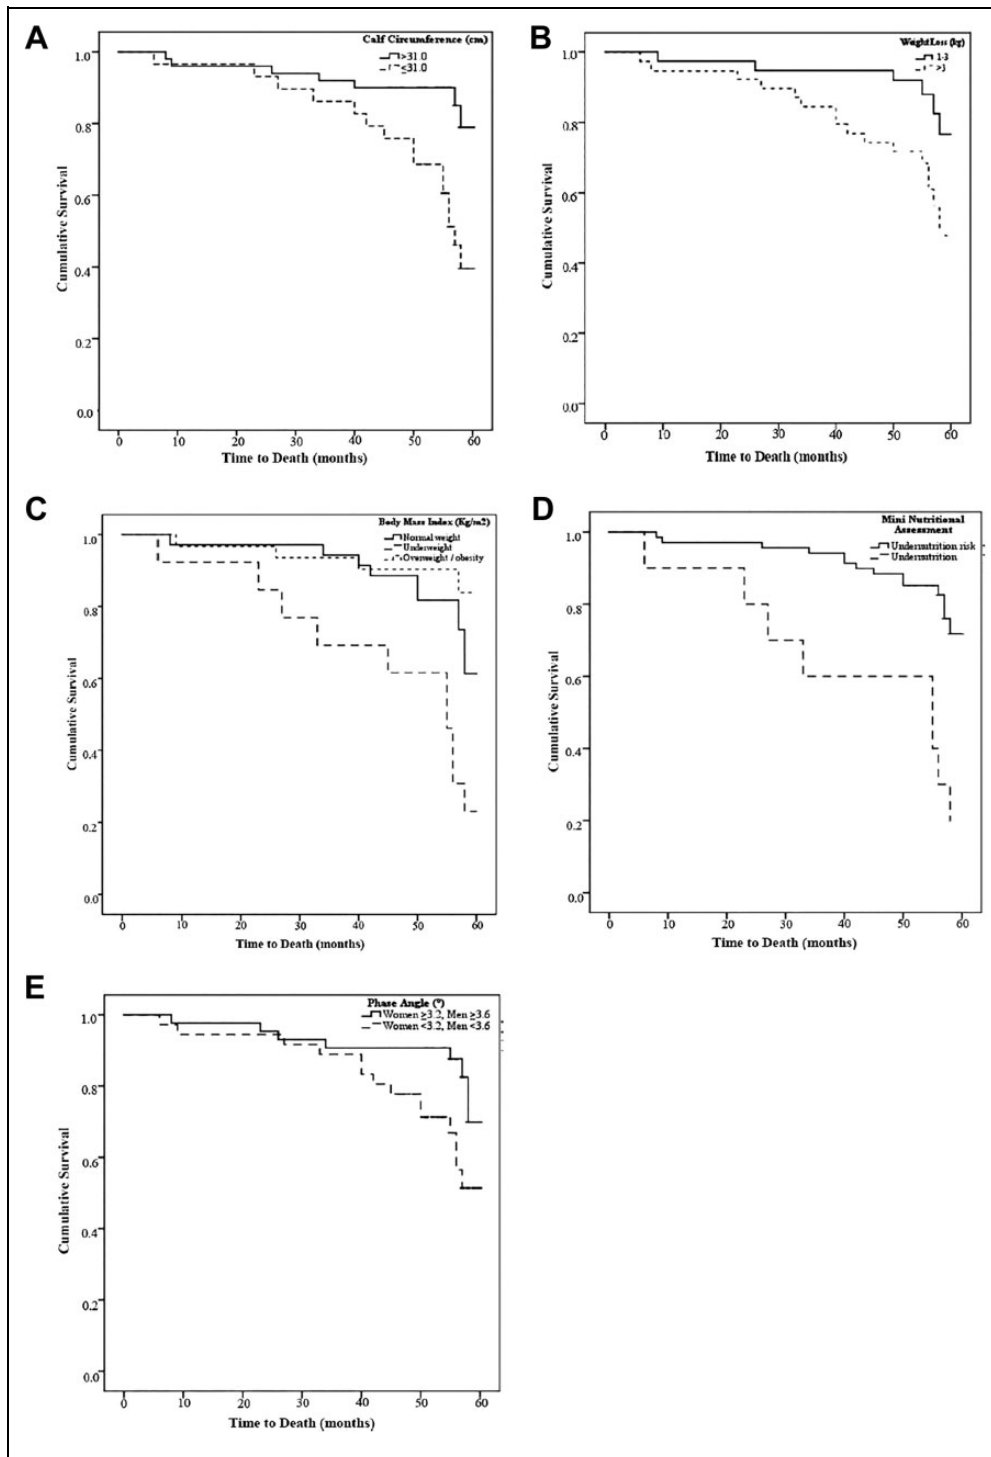 A
Calf Circumference (cm)
>31.0
≤31.0
1.0
0.8
0.6
0.4
0.2
0.0
Cumulative Survival
0 10 20 30 40 50 60
Time to Death (months)
B
Weight Loss (kg)
1-3
>3
1.0
0.8
0.6
0.4
0.2
0.0
Cumulative Survival
0 10 20 30 40 50 60
Time to Death (months)
C
Body Mass Index (Kg/m2)
Normal weight
Underweight
Overweight / obesity
1.0
0.8
0.6
0.4
0.2
0.0
Cumulative Survival
0 10 20 30 40 50 60
Time to Death (months)
D
Mini Nutritional
Assessment
Undernutrition risk
Undernutrition
1.0
0.8
0.6
0.4
0.2
0.0
Cumulative Survival
0 10 20 30 40 50 60
Time to Death (months)
E
Phase Angle (°)
Women ≥3.2, Men ≥3.6
Women <3.2, Men <3.6
1.0
0.8
0.6
0.4
0.2
0.0
Cumulative Survival
0 10 20 30 40 50 60
Time to Death (months)